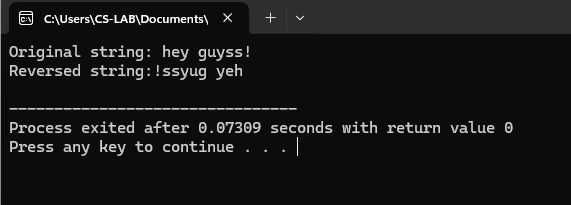 C:\Users\CS-LAB\Documents\
Original string: hey guyss!
Reversed string:!ssyug yeh
--------------------------------
Process exited after 0.07309 seconds with return value 0
Press any key to continue . . .